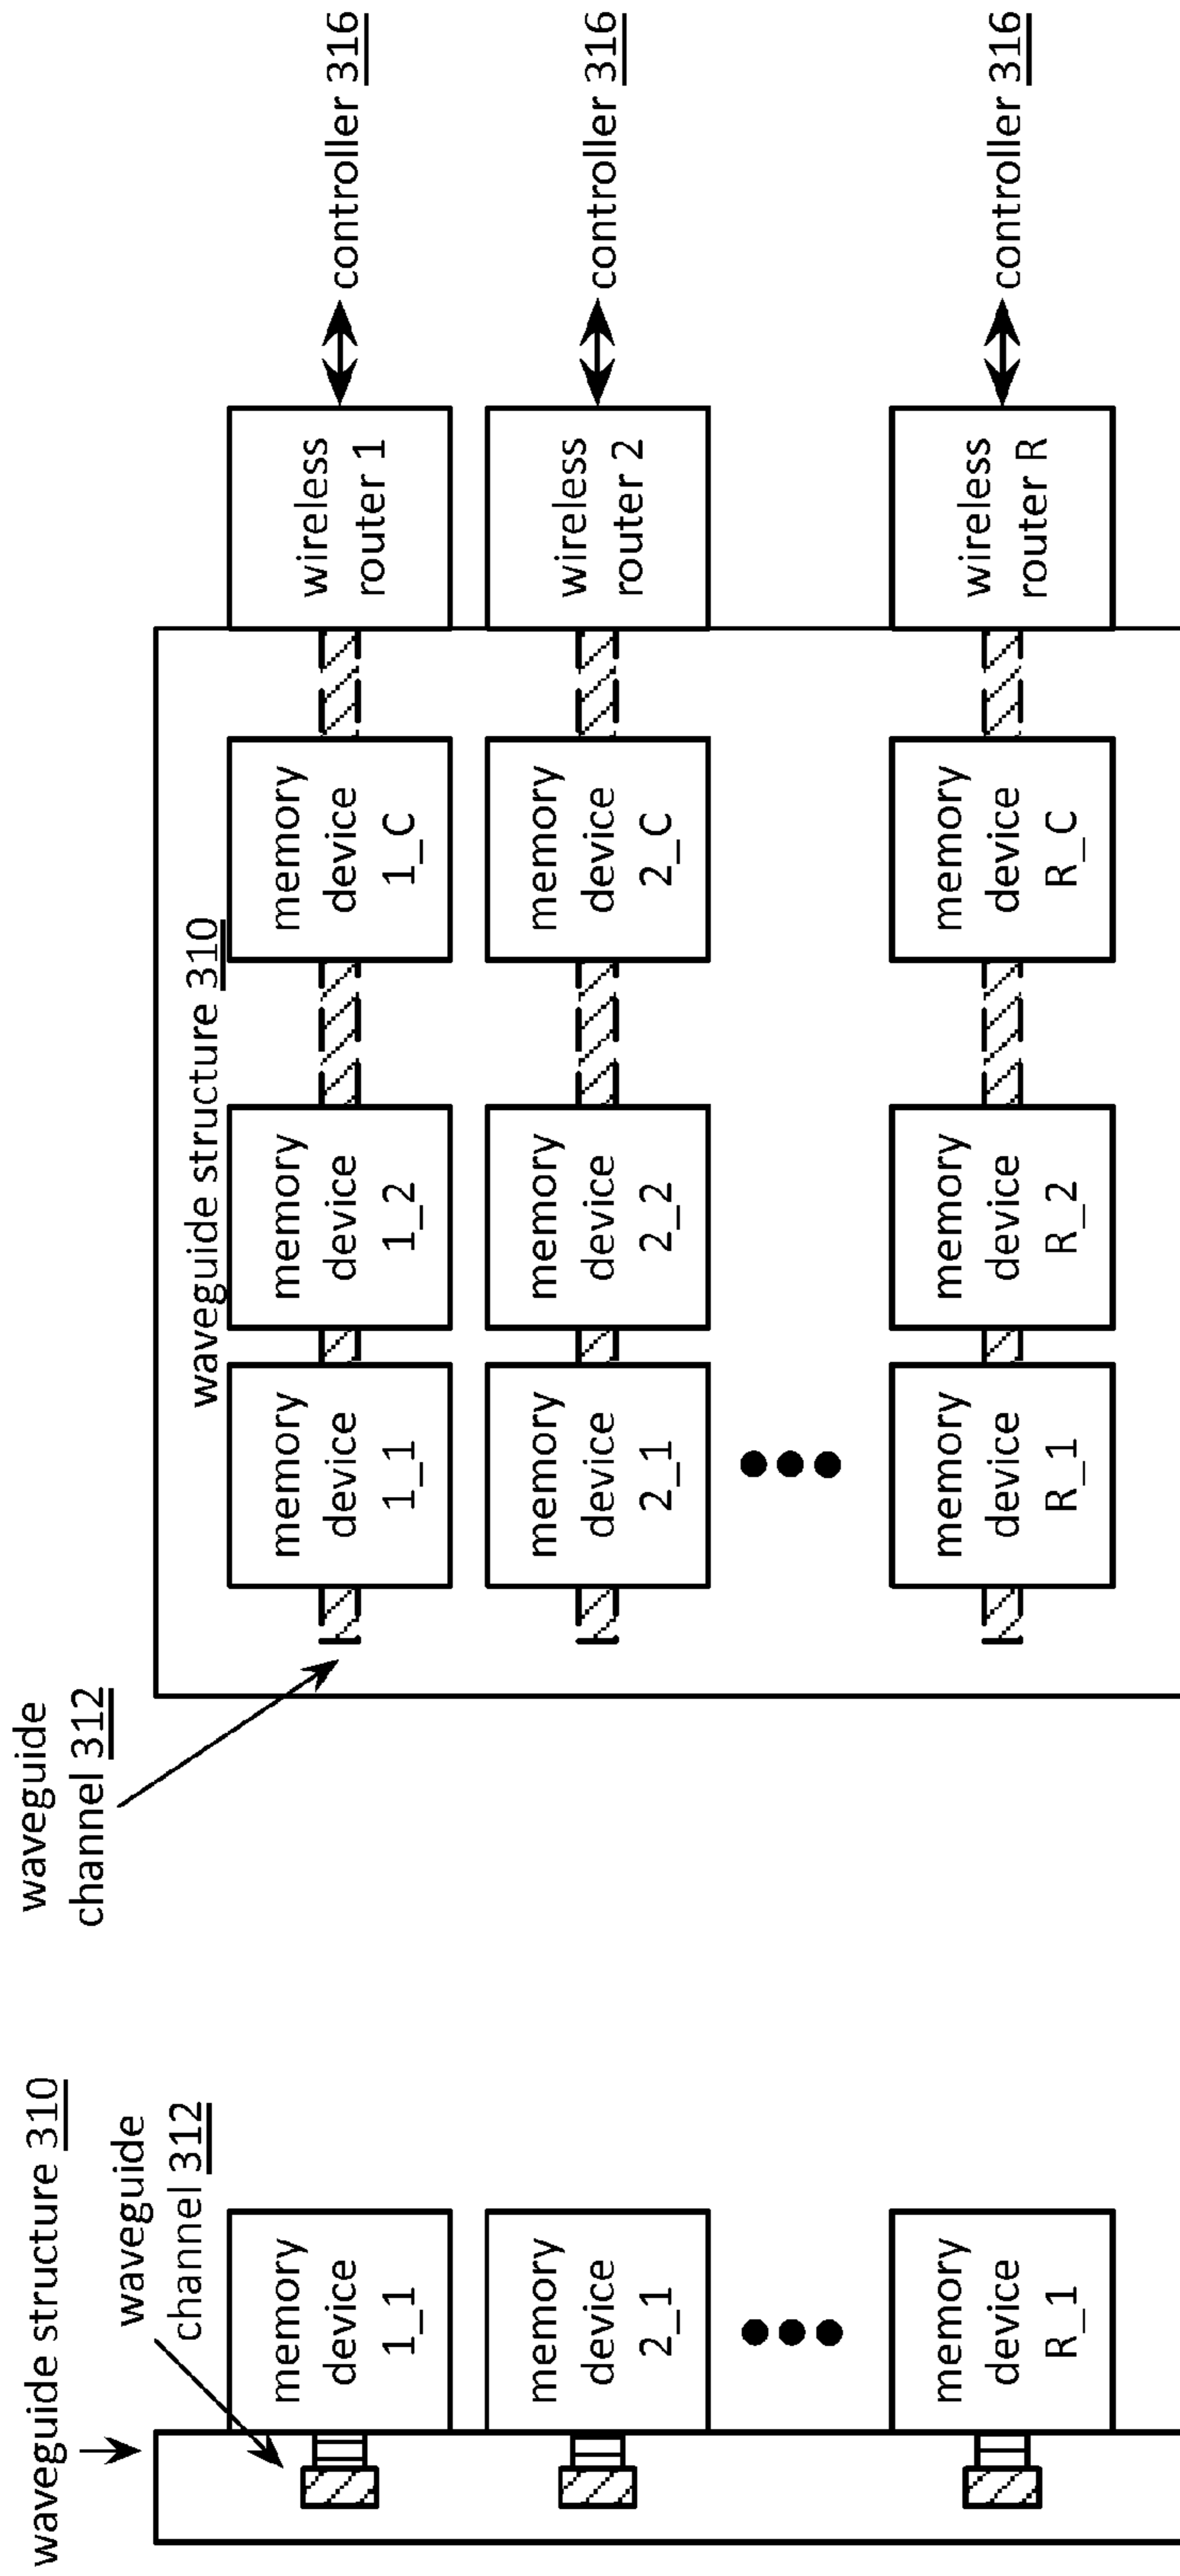 waveguide structure 310
waveguide
channel 312
memory
device
1_1
memory
device
2_1
memory
device
R_1
waveguide
channel 312
waveguide structure 310
memory
device
1_1
memory
device
1_2
memory
device
1_C
wireless
router 1
controller 316
memory
device
2_1
memory
device
2_2
memory
device
2_C
wireless
router 2
controller 316
memory
device
R_1
memory
device
R_2
memory
device
R_C
wireless
router R
controller 316